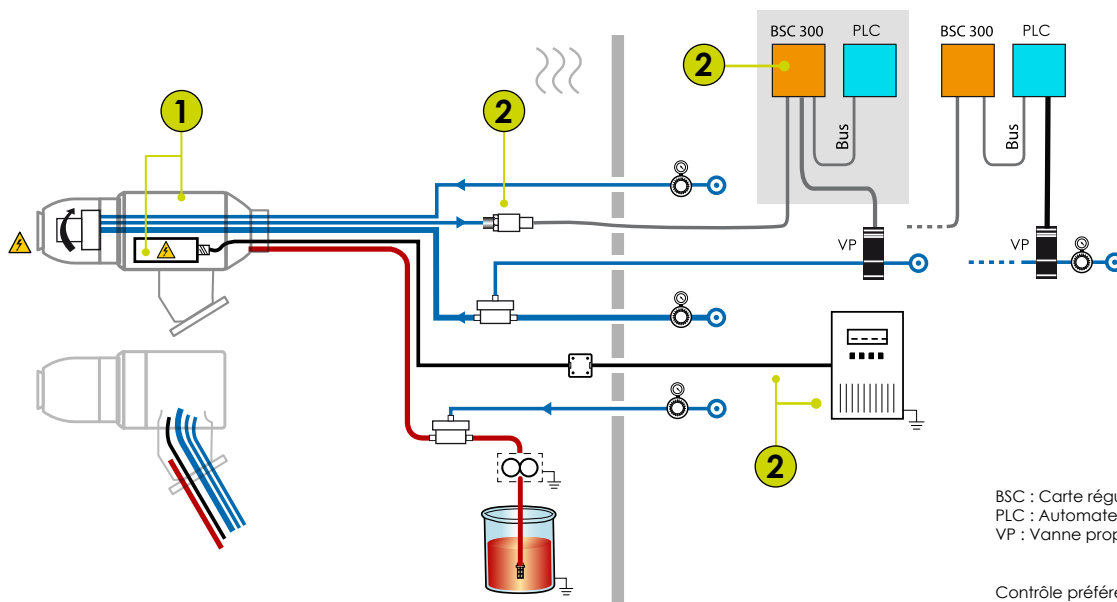 BSC 300 PLC BSC 300 PLC
2
1
2
Bus
Bus
VP
VP
2
BSC : Carte régu
PLC : Automate
VP : Vanne prop
Contrôle préféré